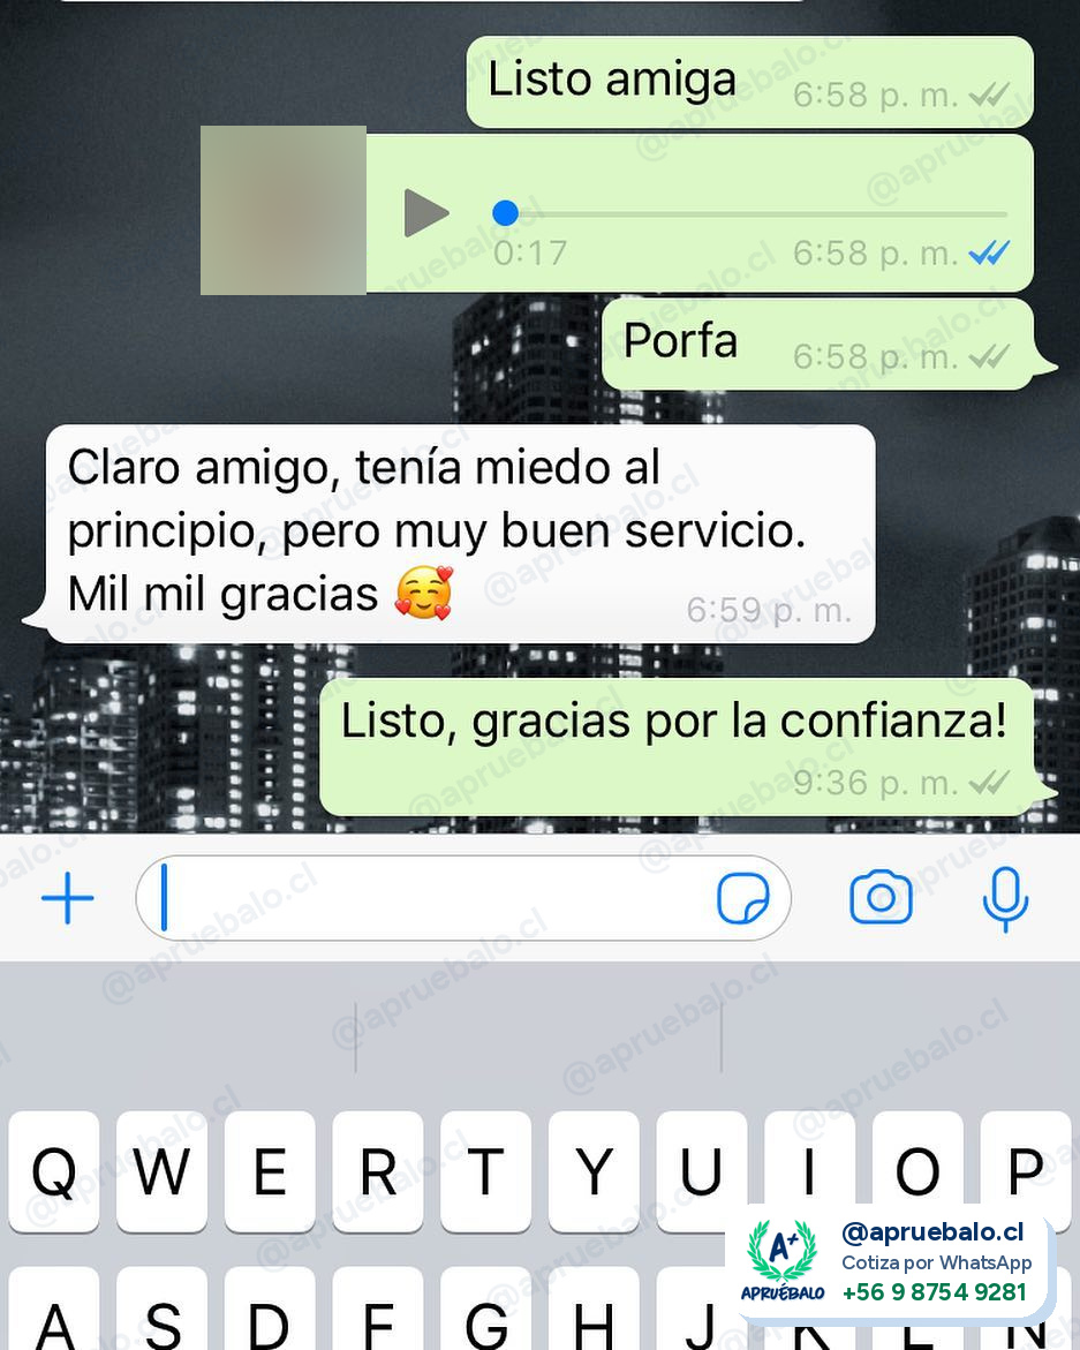 Listo amiga
6:58 p. m.
0:17
6:58 p. m.
Porfa
6:58 p. m.
Claro amigo, tenía miedo al
principio, pero muy buen servicio.
Mil mil gracias 🥰
6:59 p. m.
Listo, gracias por la confianza!
9:36 p. m.
Q W E R T Y U I O P
A S D F G H J K L N
A+
APRUÉBALO
@apruebalo.cl
Cotiza por WhatsApp
+56 9 8754 9281
@apruebalo.cl